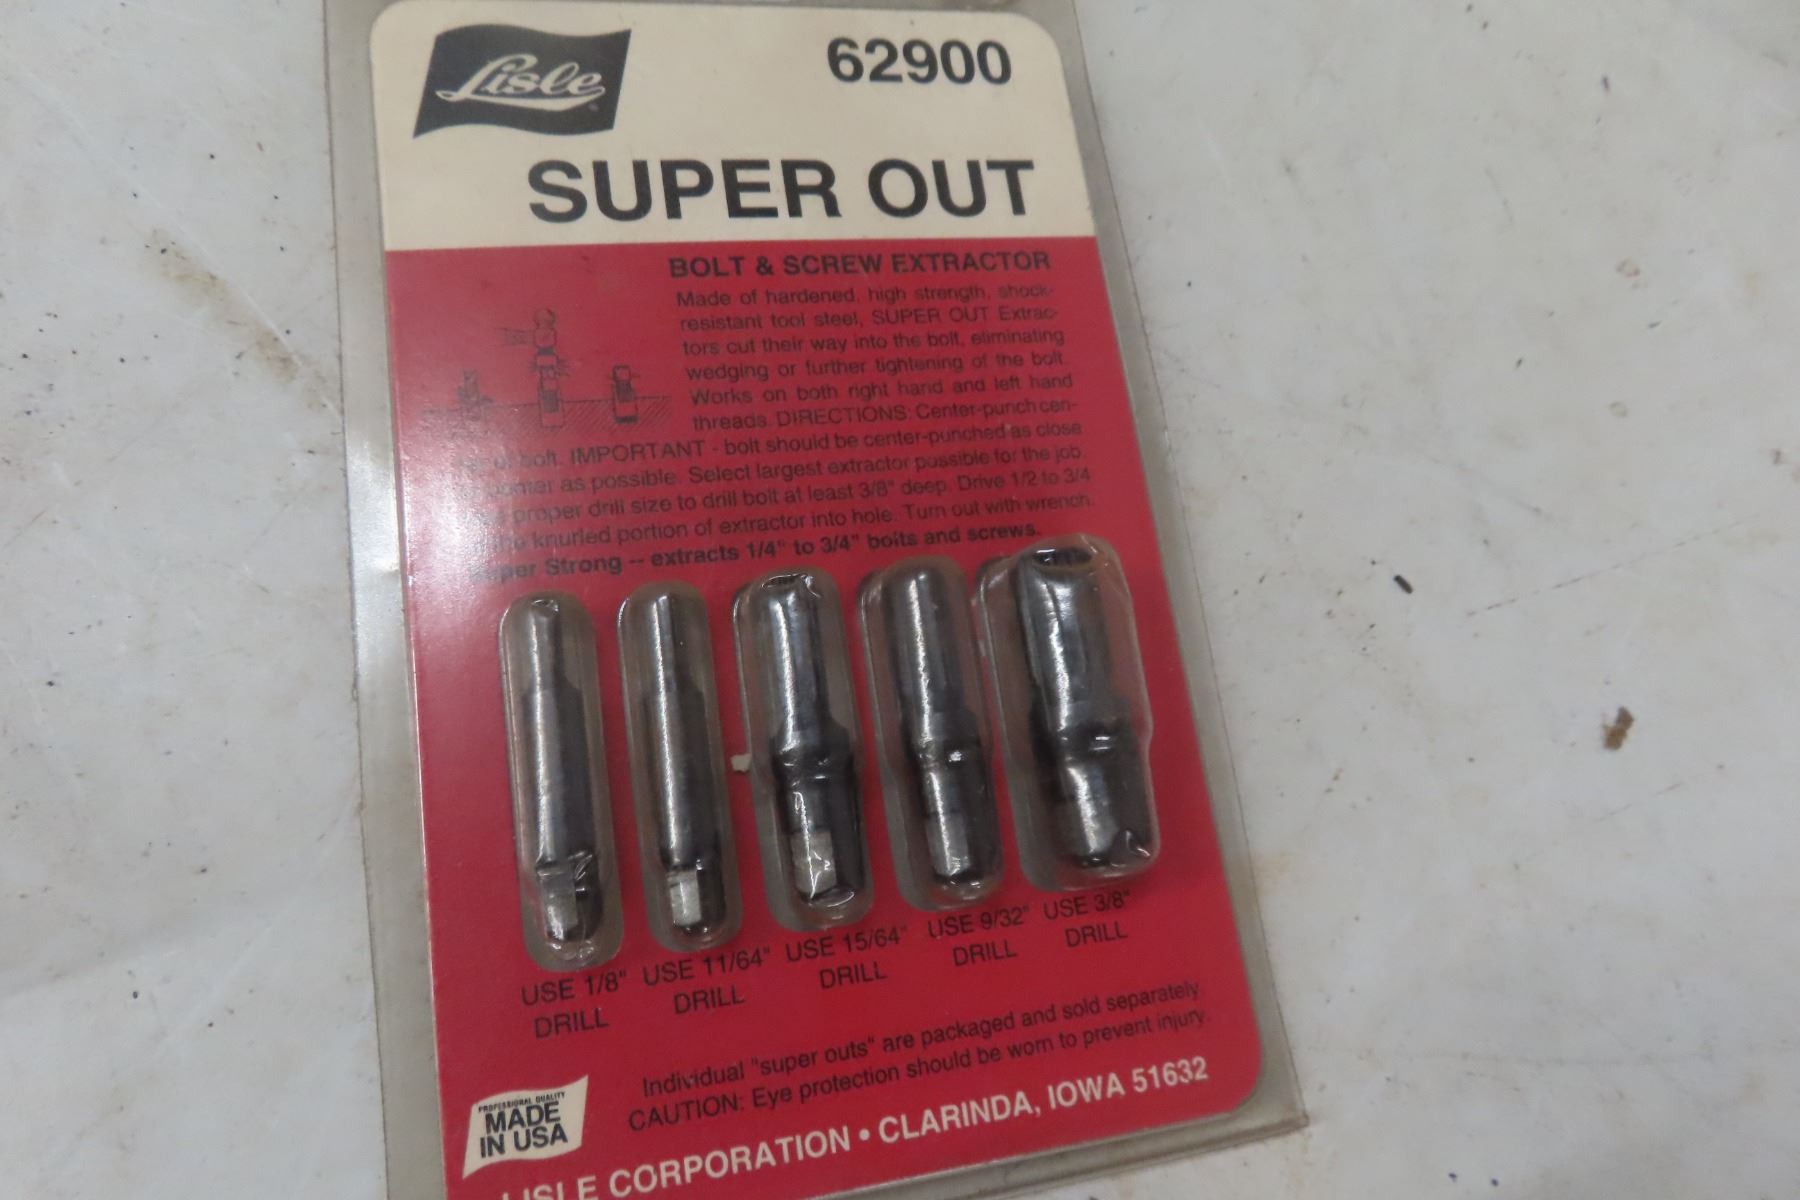 Lisle
62900
SUPER OUT
BOLT & SCREW EXTRACTOR
Made of hardened, high strength, shock-
resistant tool steel, SUPER OUT Extrac-
tors cut their way into the bolt, eliminating
wedging or further tightening of the bolt.
Works on both right hand and left hand
threads. DIRECTIONS: Center-punch cen-
of bolt. IMPORTANT - bolt should be center-punched as close
to center as possible. Select largest extractor possible for the job.
proper drill size to drill bolt at least 3/8" deep. Drive 1/2 to 3/4
knurled portion of extractor into hole. Turn out with wrench.
Super Strong -- extracts 1/4" to 3/4" bolts and screws.
USE 1/8" USE 11/64" USE 15/64" USE 9/32" USE 3/8"
DRILL DRILL DRILL DRILL DRILL
Individual "super outs" are packaged and sold separately
CAUTION: Eye protection should be worn to prevent injury.
PROFESSIONAL QUALITY
MADE
IN USA
LISLE CORPORATION • CLARINDA, IOWA 51632